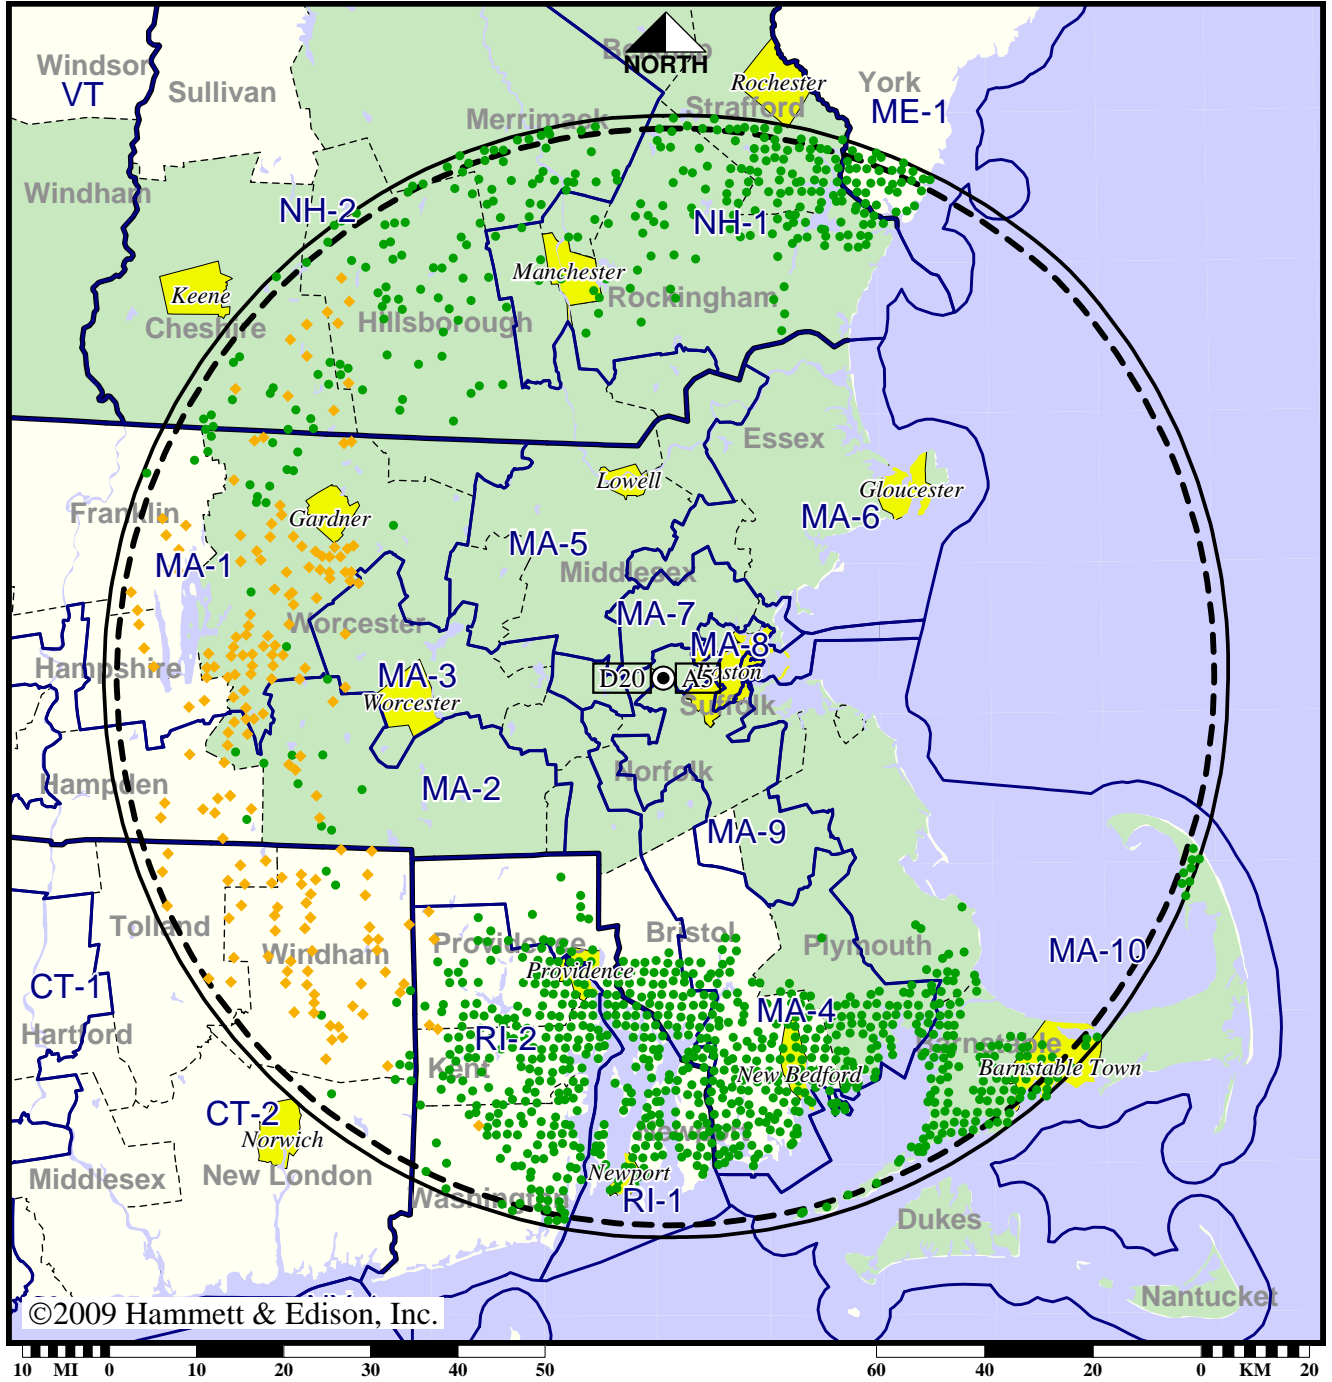 Windsor
VT
Sullivan
NORTH
Rochester
York
ME-1
Merrimack
Strafford
Windham
NH-2
NH-1
Manchester
Keene
Cheshire
Hillsborough
Rockingham
Essex
Lowell
Gloucester
MA-6
Franklin
Gardner
MA-5
MA-1
Middlesex
Worcester
MA-7
MA-8
Hampshire
MA-3
Worcester
D20
A5
Boston
Suffolk
Hampden
MA-2
Norfolk
MA-9
Tolland
Windham
Providence
Bristol
Plymouth
MA-10
Providence
CT-1
MA-4
Hartford
RI-2
Barnstable
Kent
New Bedford
Barnstable Town
CT-2
Norwich
Newport
Middlesex
New London
Newport
Washington
RI-1
Dukes
Nantucket
©2009 Hammett & Edison, Inc.
10 MI 0 10 20 30 40 50 60 40 20 0 KM 20